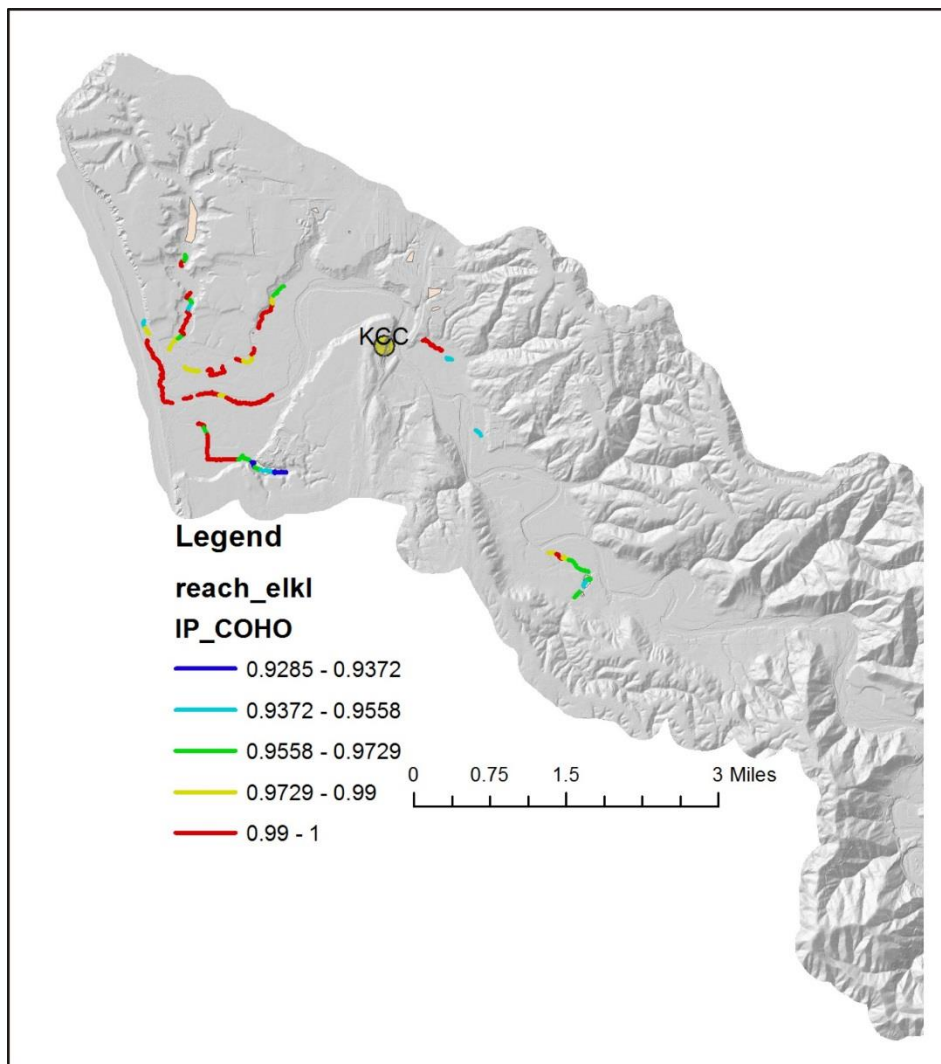 KCC
Legend
reach_elkl
IP_COHO
0.9285 - 0.9372
0.9372 - 0.9558
0.9558 - 0.9729
0.9729 - 0.99
0.99 - 1
0 0.75 1.5 3 Miles